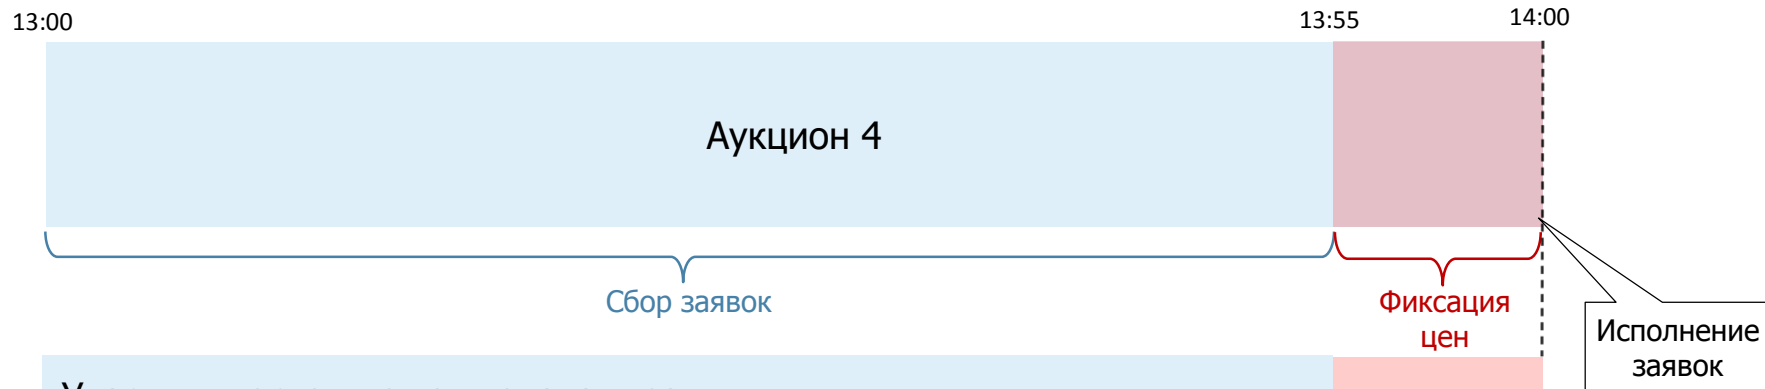 13:00
13:55
14:00
Аукцион 4
Сбор заявок
Фиксация
цен
Исполнение
заявок